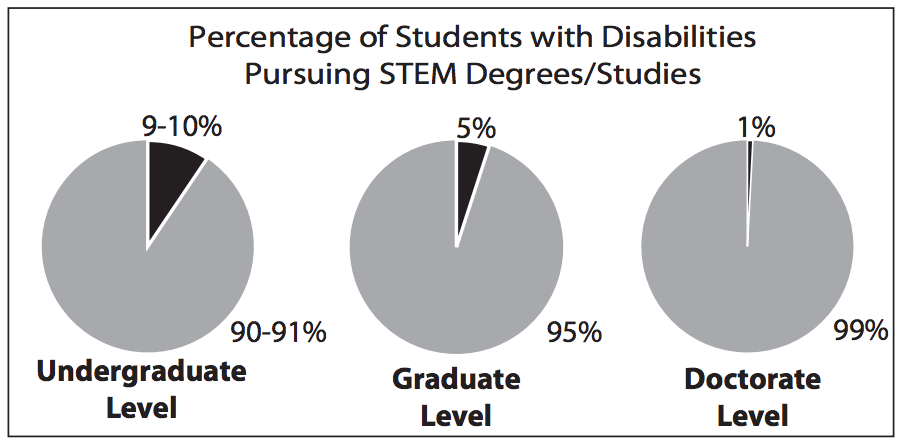 Percentage of Students with Disabilities
Pursuing STEM Degrees/Studies
9-10%
90-91%
Undergraduate
Level
5%
95%
Graduate
Level
1%
99%
Doctorate
Level